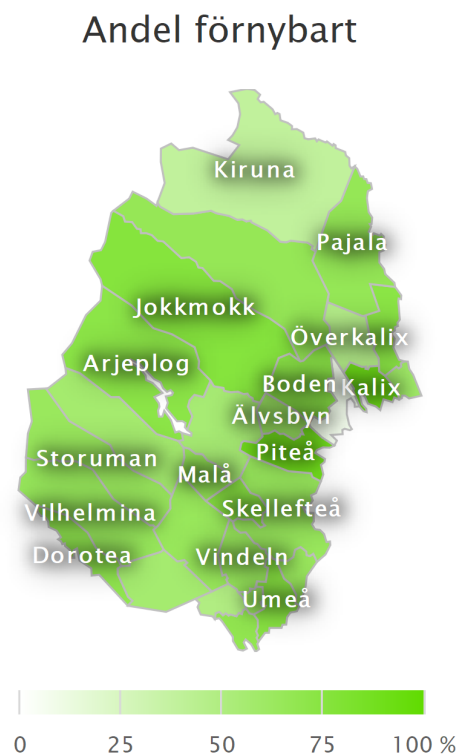 Andel förnybart
Kiruna
Pajala
Jokkmokk
Överkalix
Arjeplog
Boden
Kalix
Älvsbyn
Piteå
Storuman
Malå
Skellefteå
Vilhelmina
Dorotea
Vindeln
Umeå
0 25 50 75 100 %